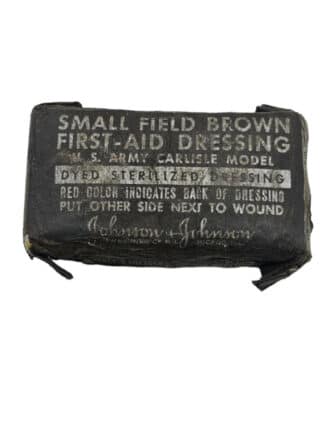 SMALL FIELD BROWN
FIRST-AID DRESSING
U. S. ARMY CARLISLE MODEL
DYED STERILIZED DRESSING
RED COLOR INDICATES BACK OF DRESSING
PUT OTHER SIDE NEXT TO WOUND
Johnson & Johnson